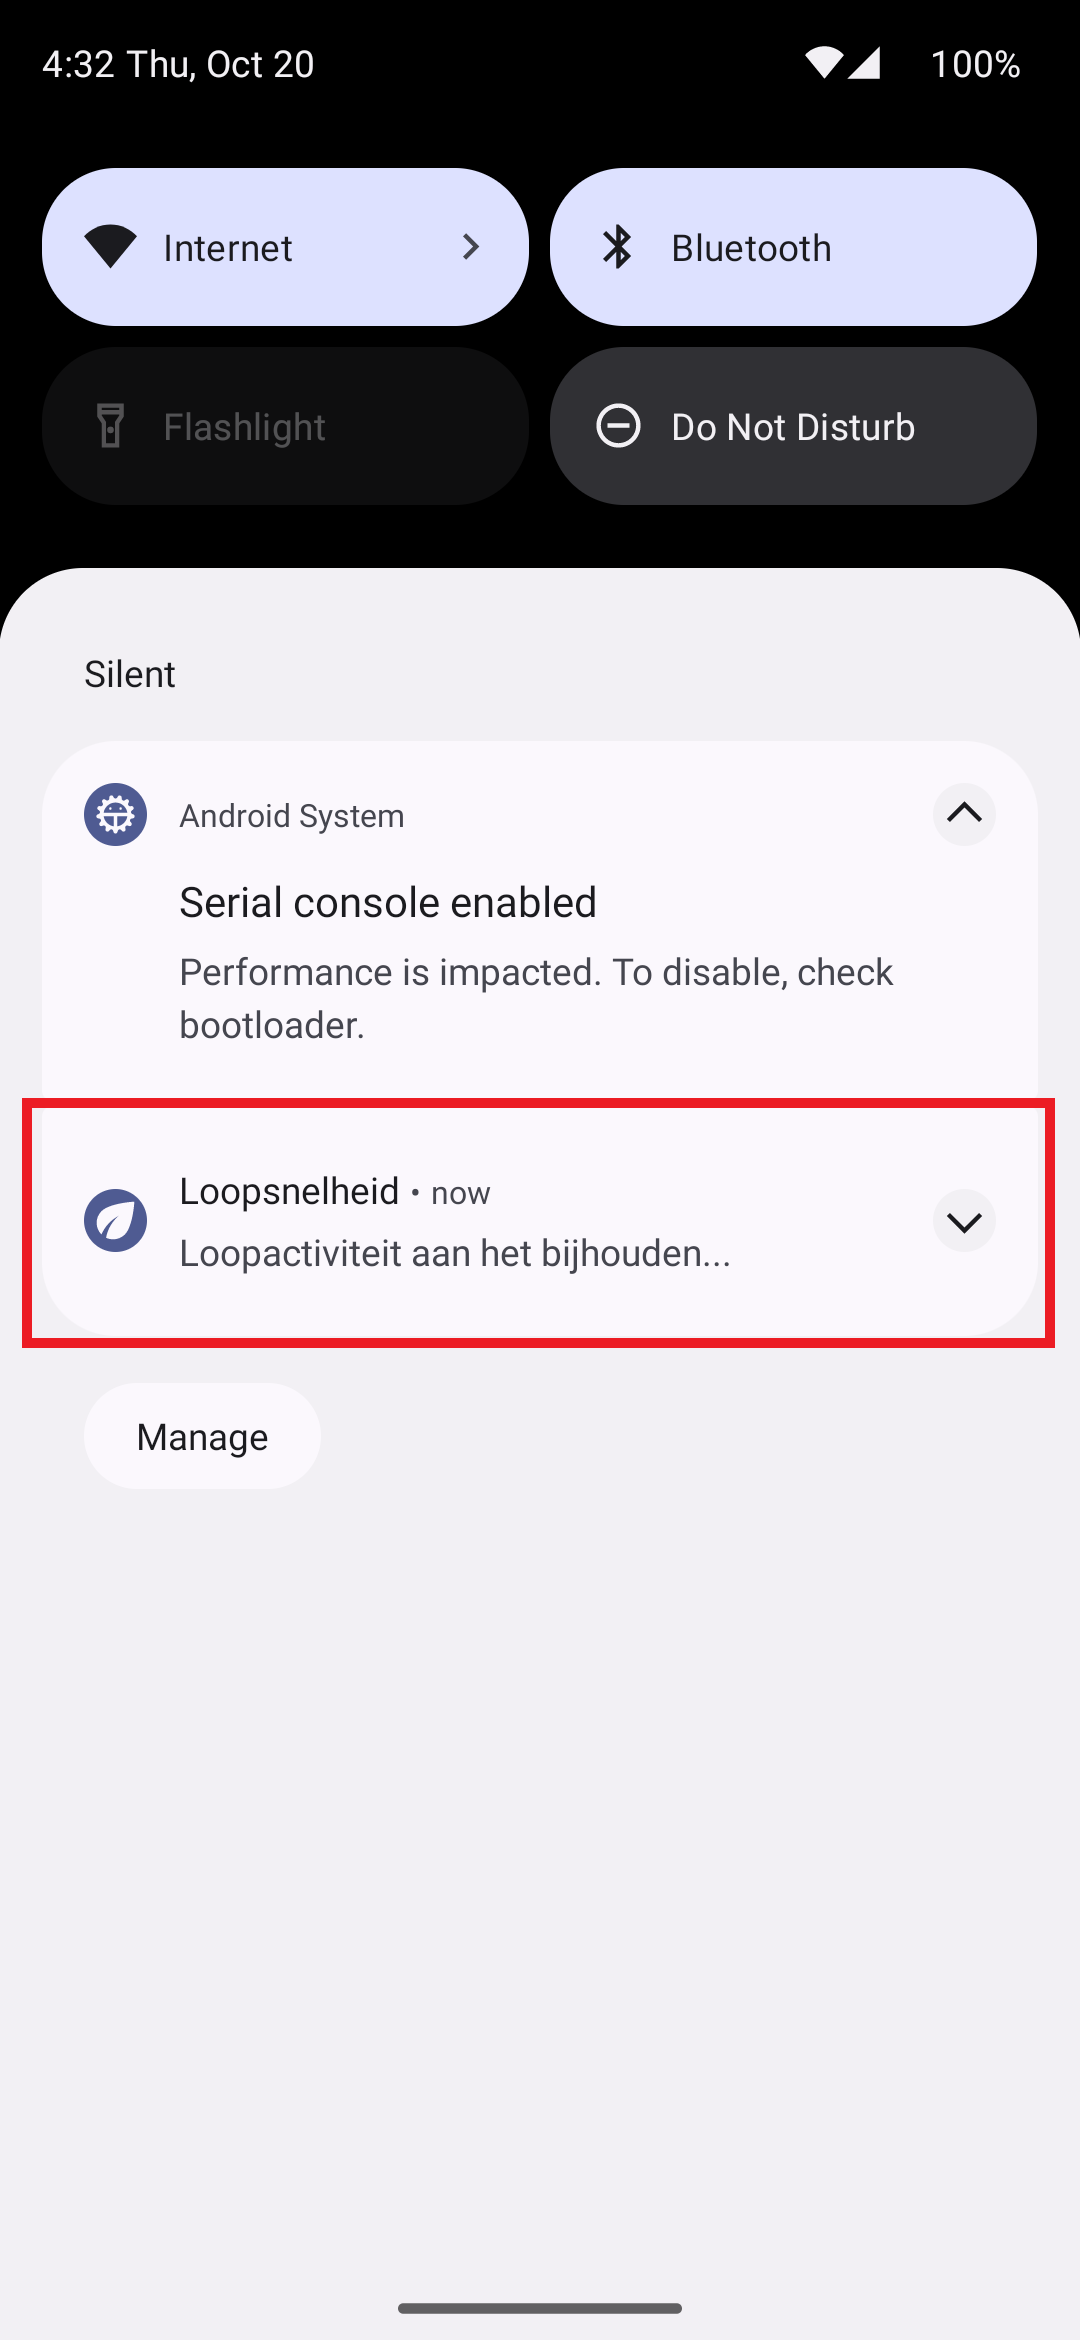 4:32 Thu, Oct 20
100%
Internet
Bluetooth
Flashlight
Do Not Disturb
Silent
Android System
Serial console enabled
Performance is impacted. To disable, check
bootloader.
Loopsnelheid • now
Loopactiviteit aan het bijhouden...
Manage